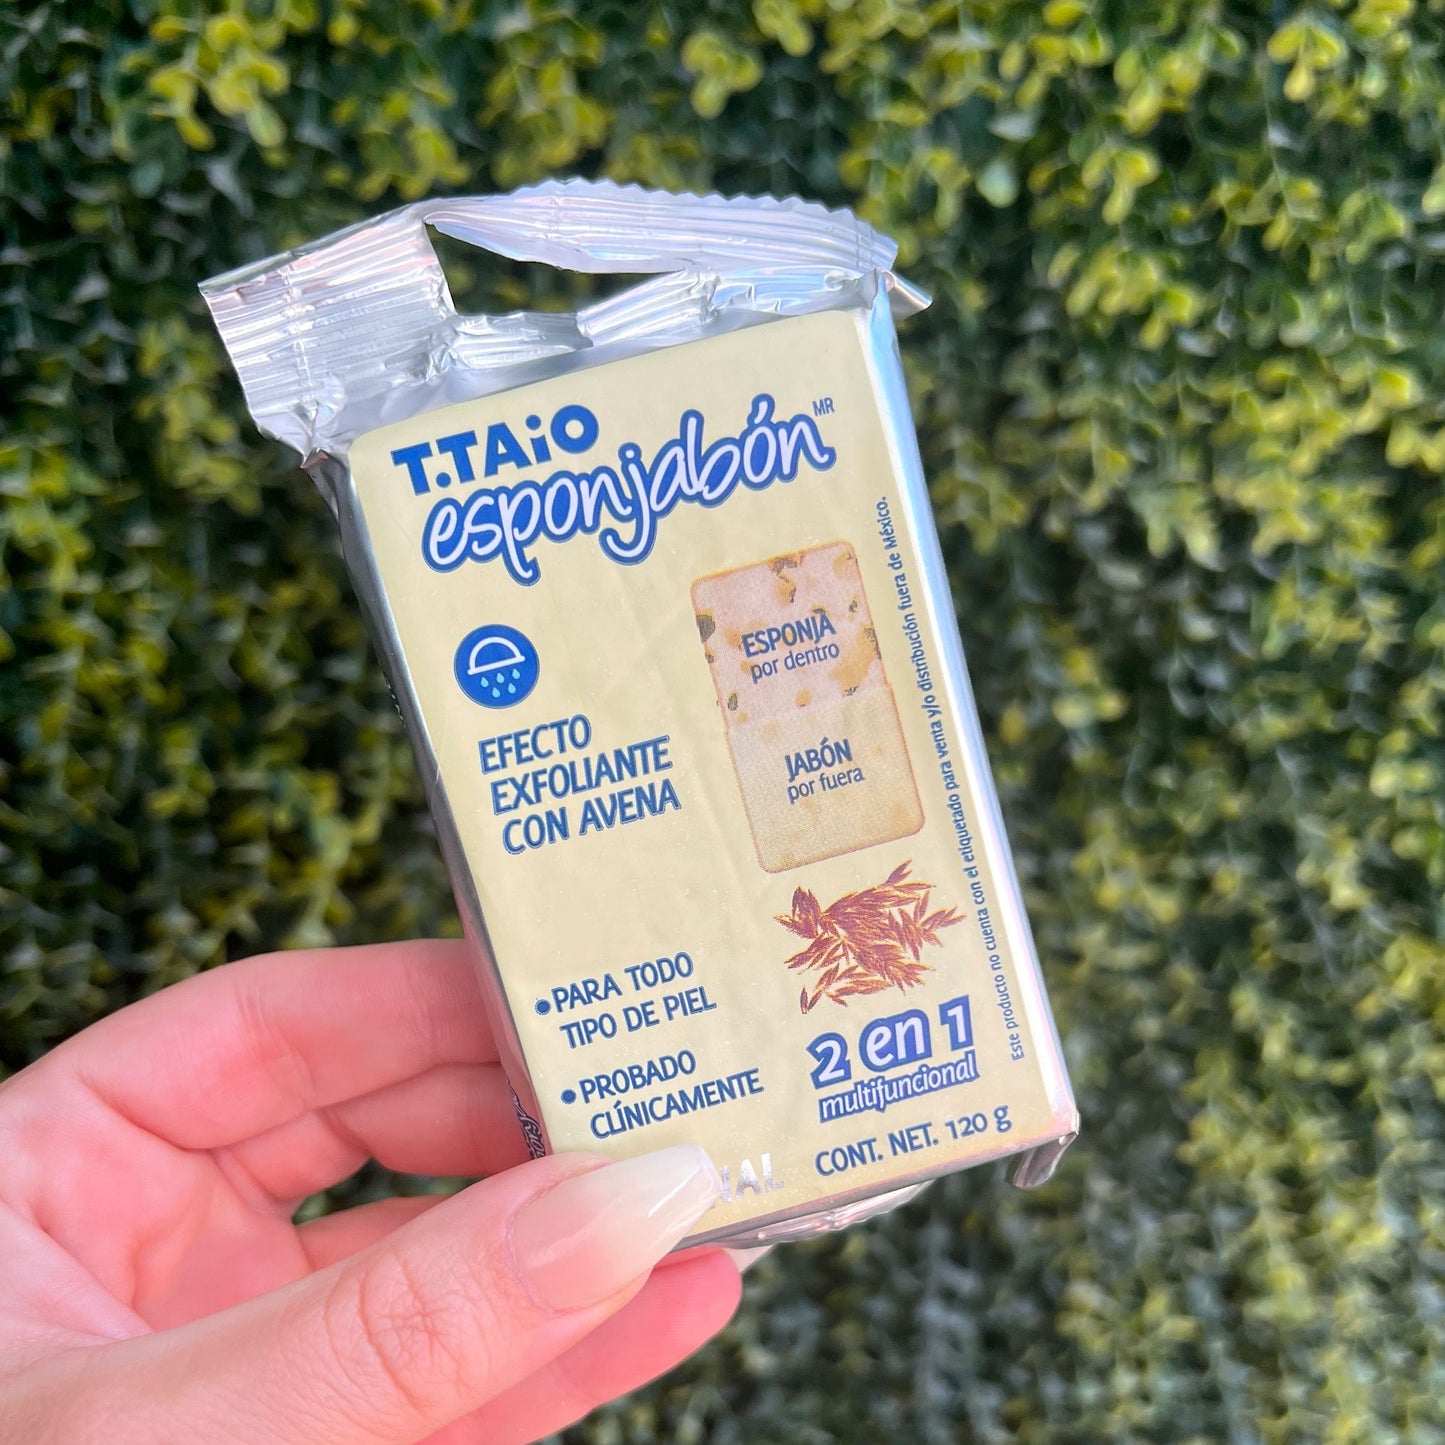 T.TAiO
esponjabón MR
EFECTO
EXFOLIANTE
CON AVENA
ESPONJA
por dentro
JABÓN
por fuera
• PARA TODO
TIPO DE PIEL
• PROBADO
CLÍNICAMENTE
2 en 1
multifuncional
CONT. NET. 120 g
Este producto no cuenta con el etiquetado para venta y/o distribución fuera de México.